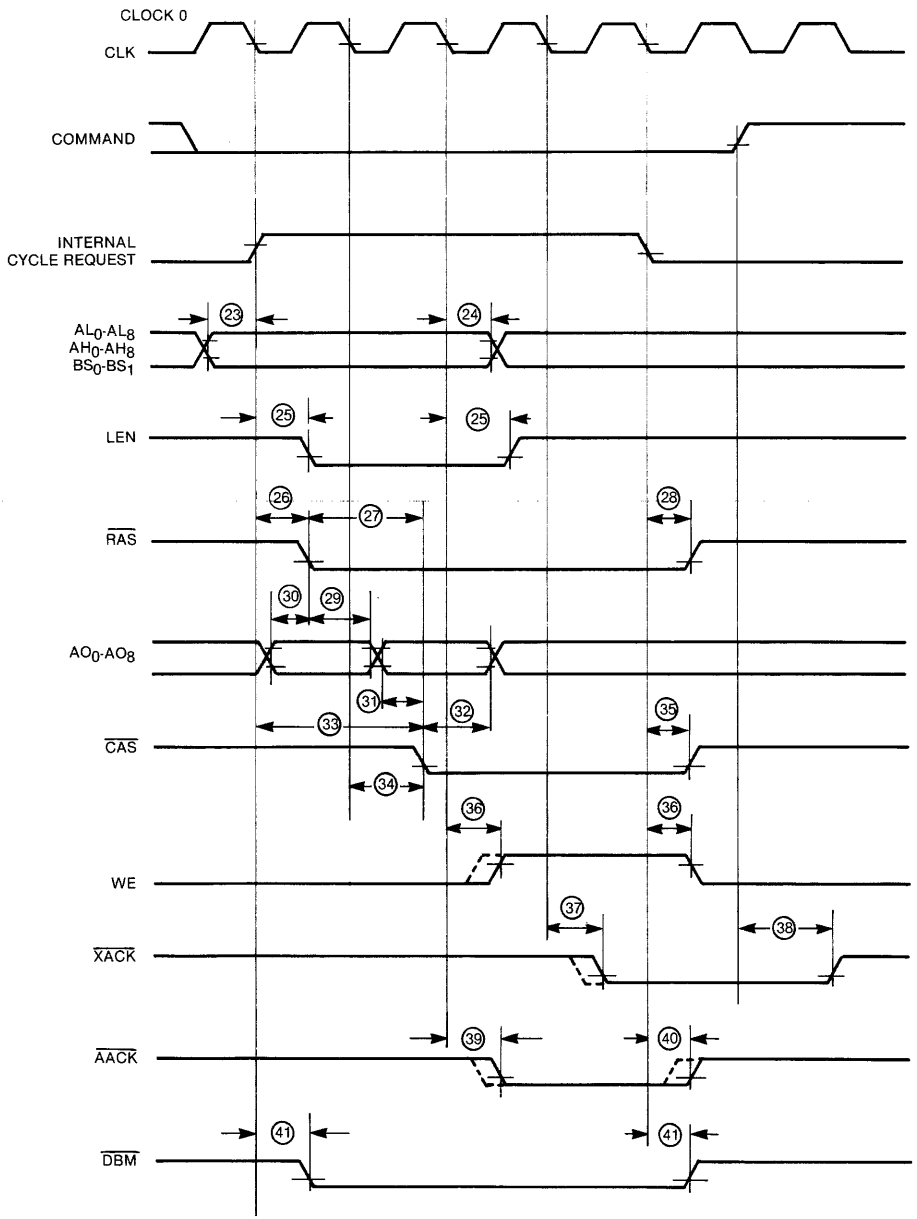 CLOCK 0
CLK
COMMAND
INTERNAL
CYCLE REQUEST
23
24
AL0-AL8
AH0-AH8
BS0-BS1
25
25
LEN
26
27
28
RAS
30
29
AO0-AO8
31
32
33
35
CAS
34
36
36
WE
37
38
XACK
39
40
AACK
41
41
DBM